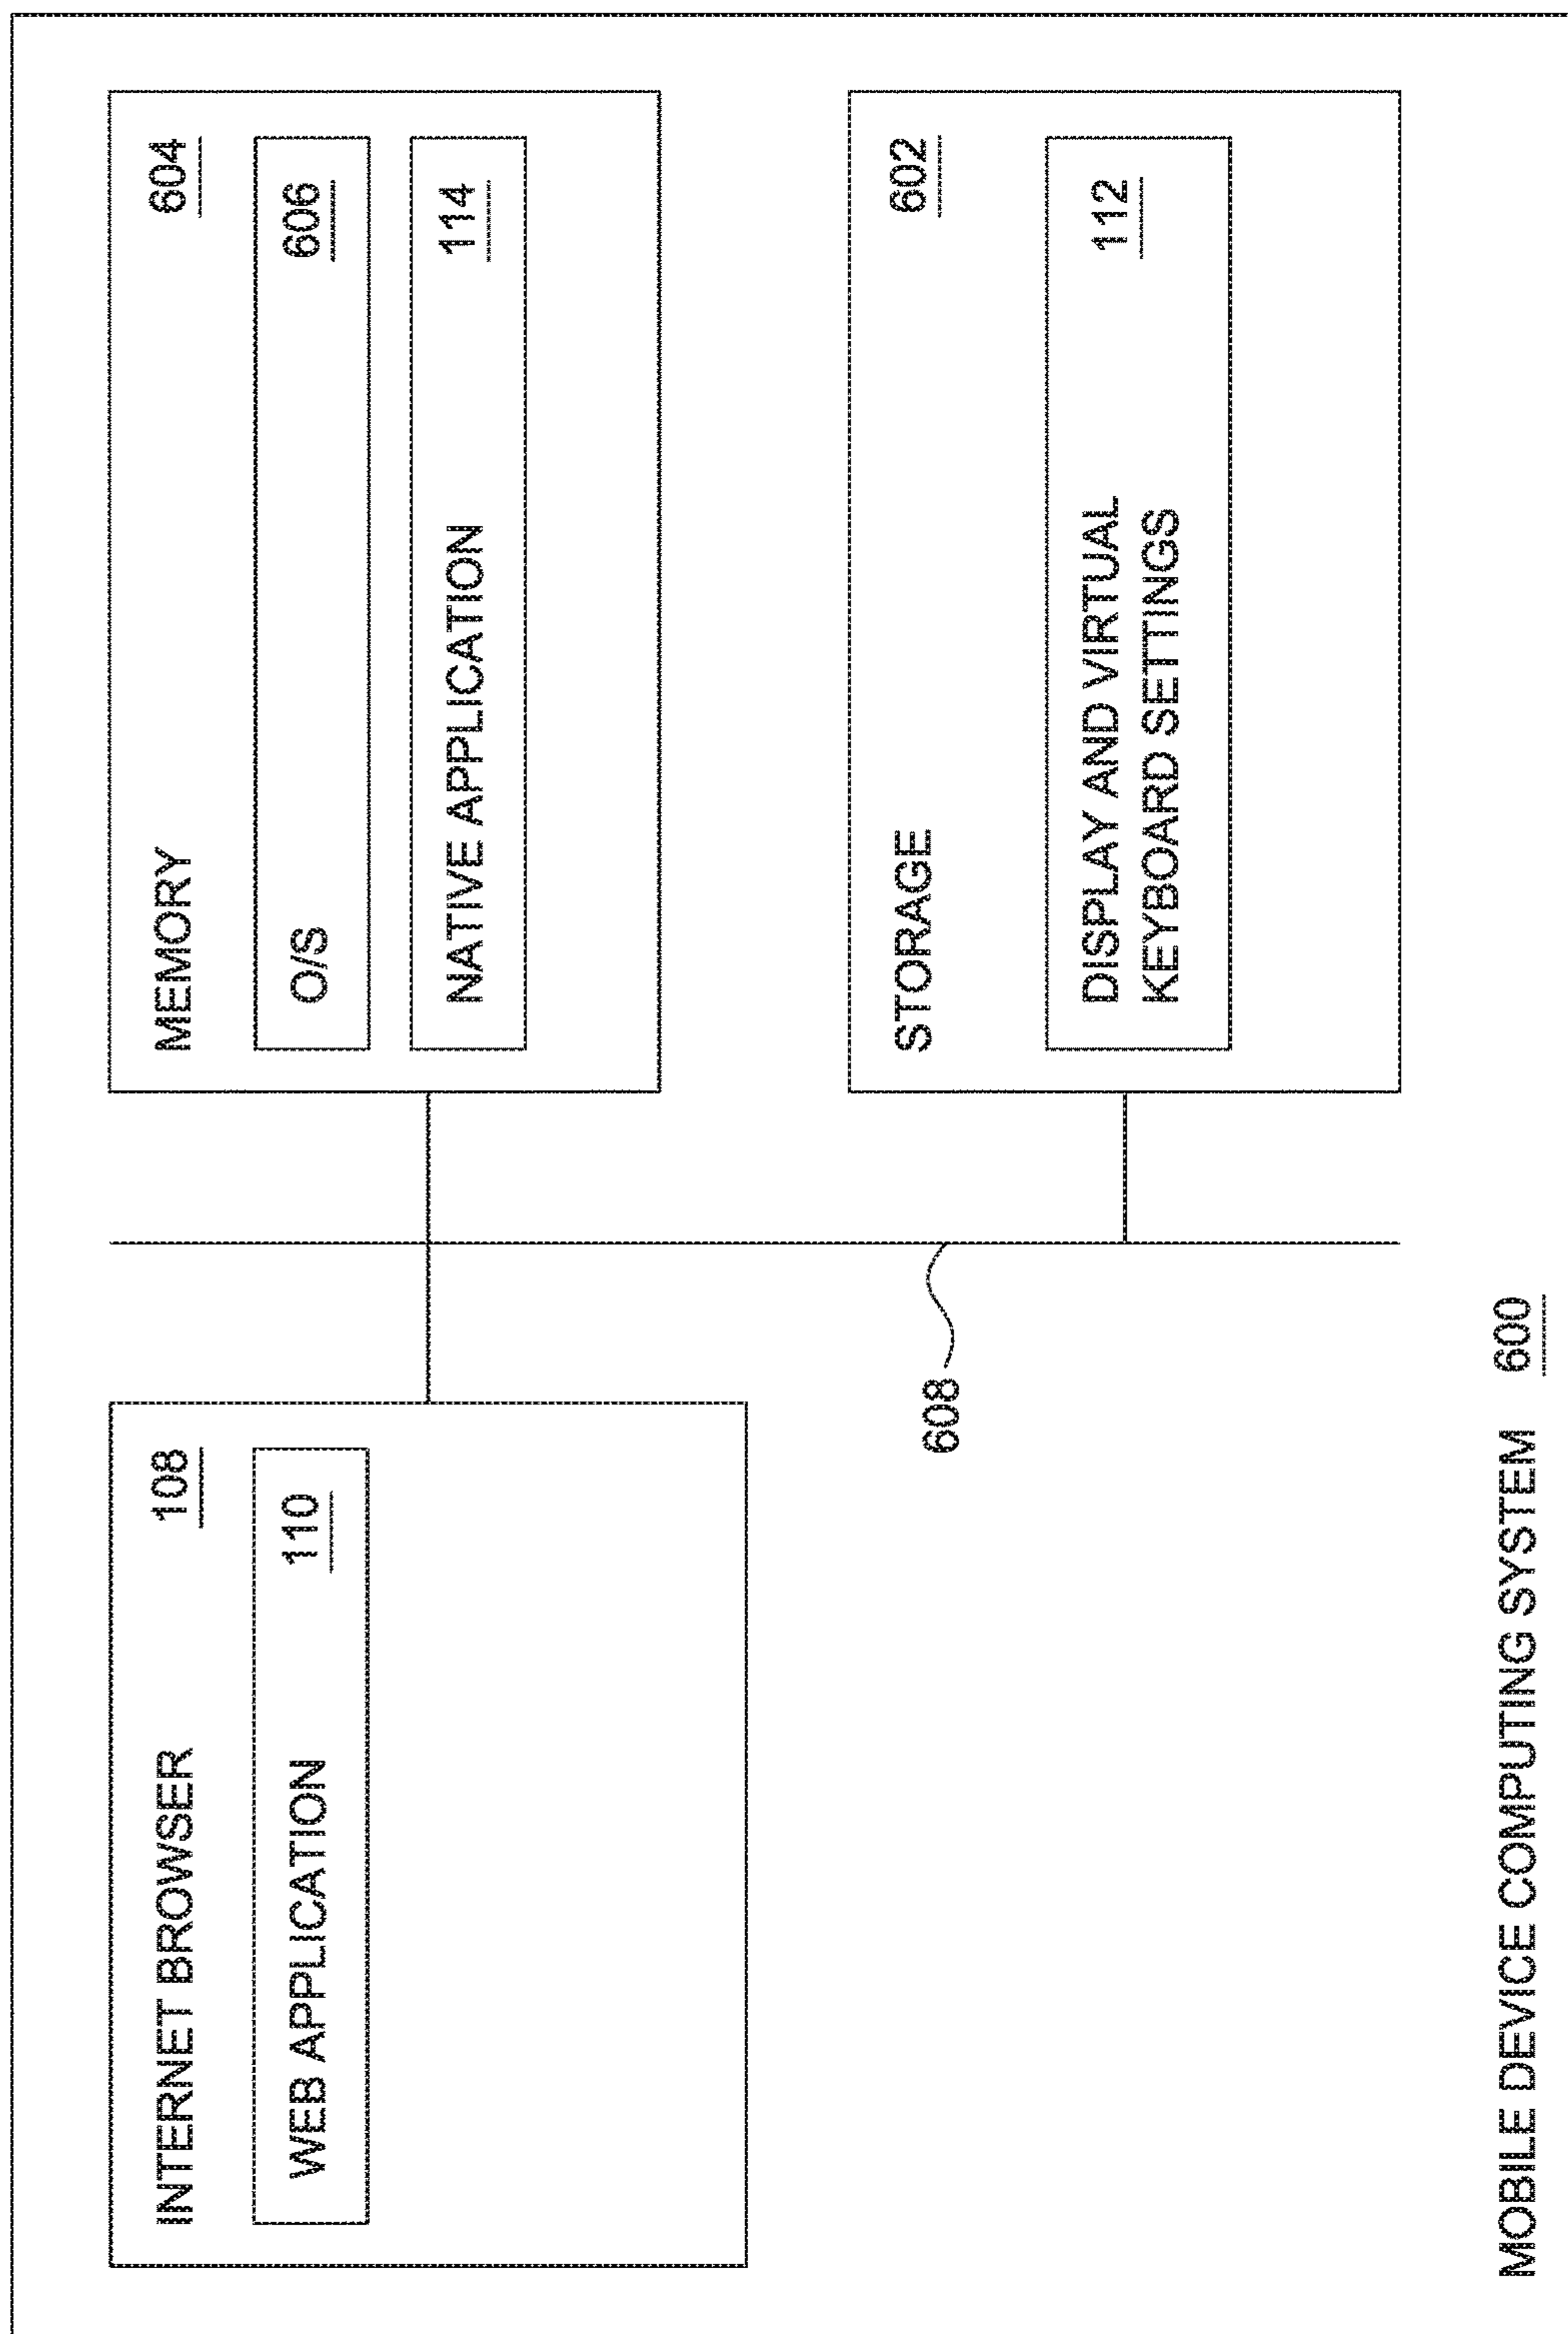 INTERNET BROWSER 108
WEB APPLICATION 110
MEMORY 604
O/S 606
NATIVE APPLICATION 114
608
STORAGE 602
DISPLAY AND VIRTUAL
KEYBOARD SETTINGS 112
MOBILE DEVICE COMPUTING SYSTEM 600